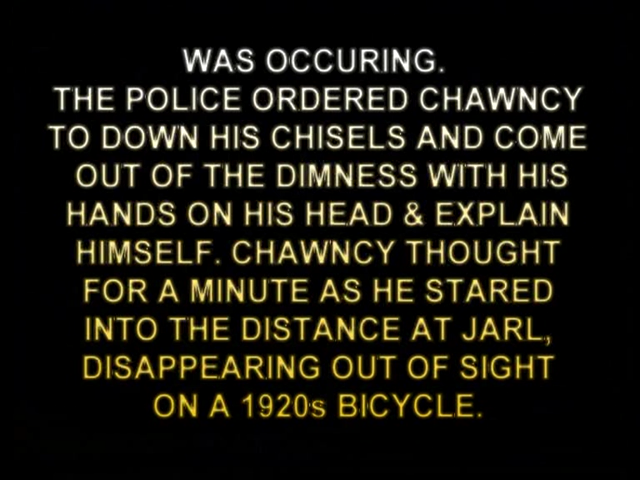 WAS OCCURING.
THE POLICE ORDERED CHAWNCY
TO DOWN HIS CHISELS AND COME
OUT OF THE DIMNESS WITH HIS
HANDS ON HIS HEAD & EXPLAIN
HIMSELF. CHAWNCY THOUGHT
FOR A MINUTE AS HE STARED
INTO THE DISTANCE AT JARL,
DISAPPEARING OUT OF SIGHT
ON A 1920s BICYCLE.